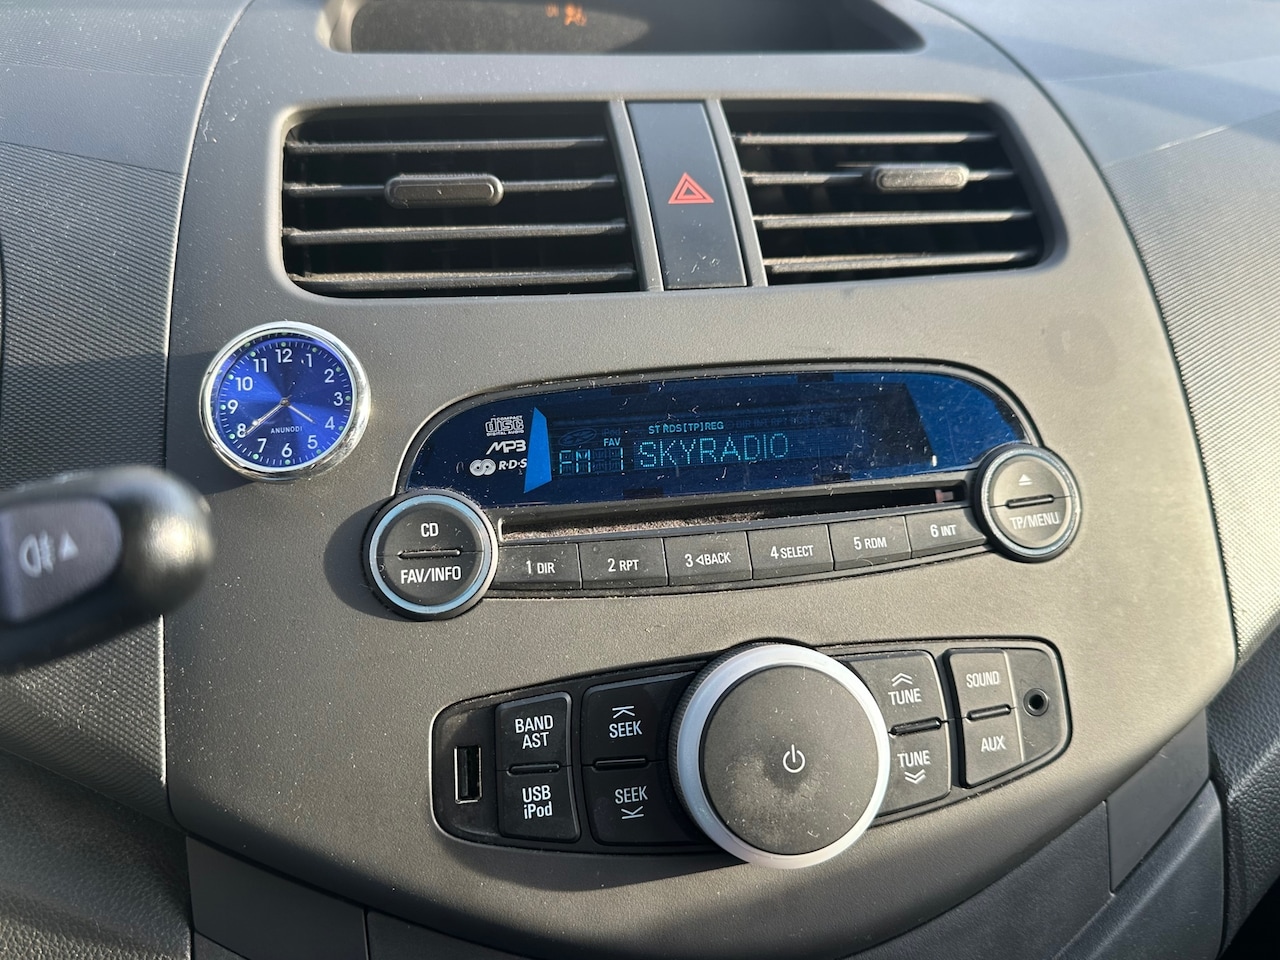 12
1
2
3
4
5
6
7
8
9
10
11
ANUNODI
COMPACT
disc
DIGITAL AUDIO
MP3
R·D·S
ST RDS [TP] REG
FAV
FM 1 SKYRADIO
CD
FAV/INFO
1 DIR
2 RPT
3 ◁BACK
4 SELECT
5 RDM
6 INT
TP/MENU
BAND
AST
USB
iPod
SEEK
SEEK
TUNE
TUNE
SOUND
AUX